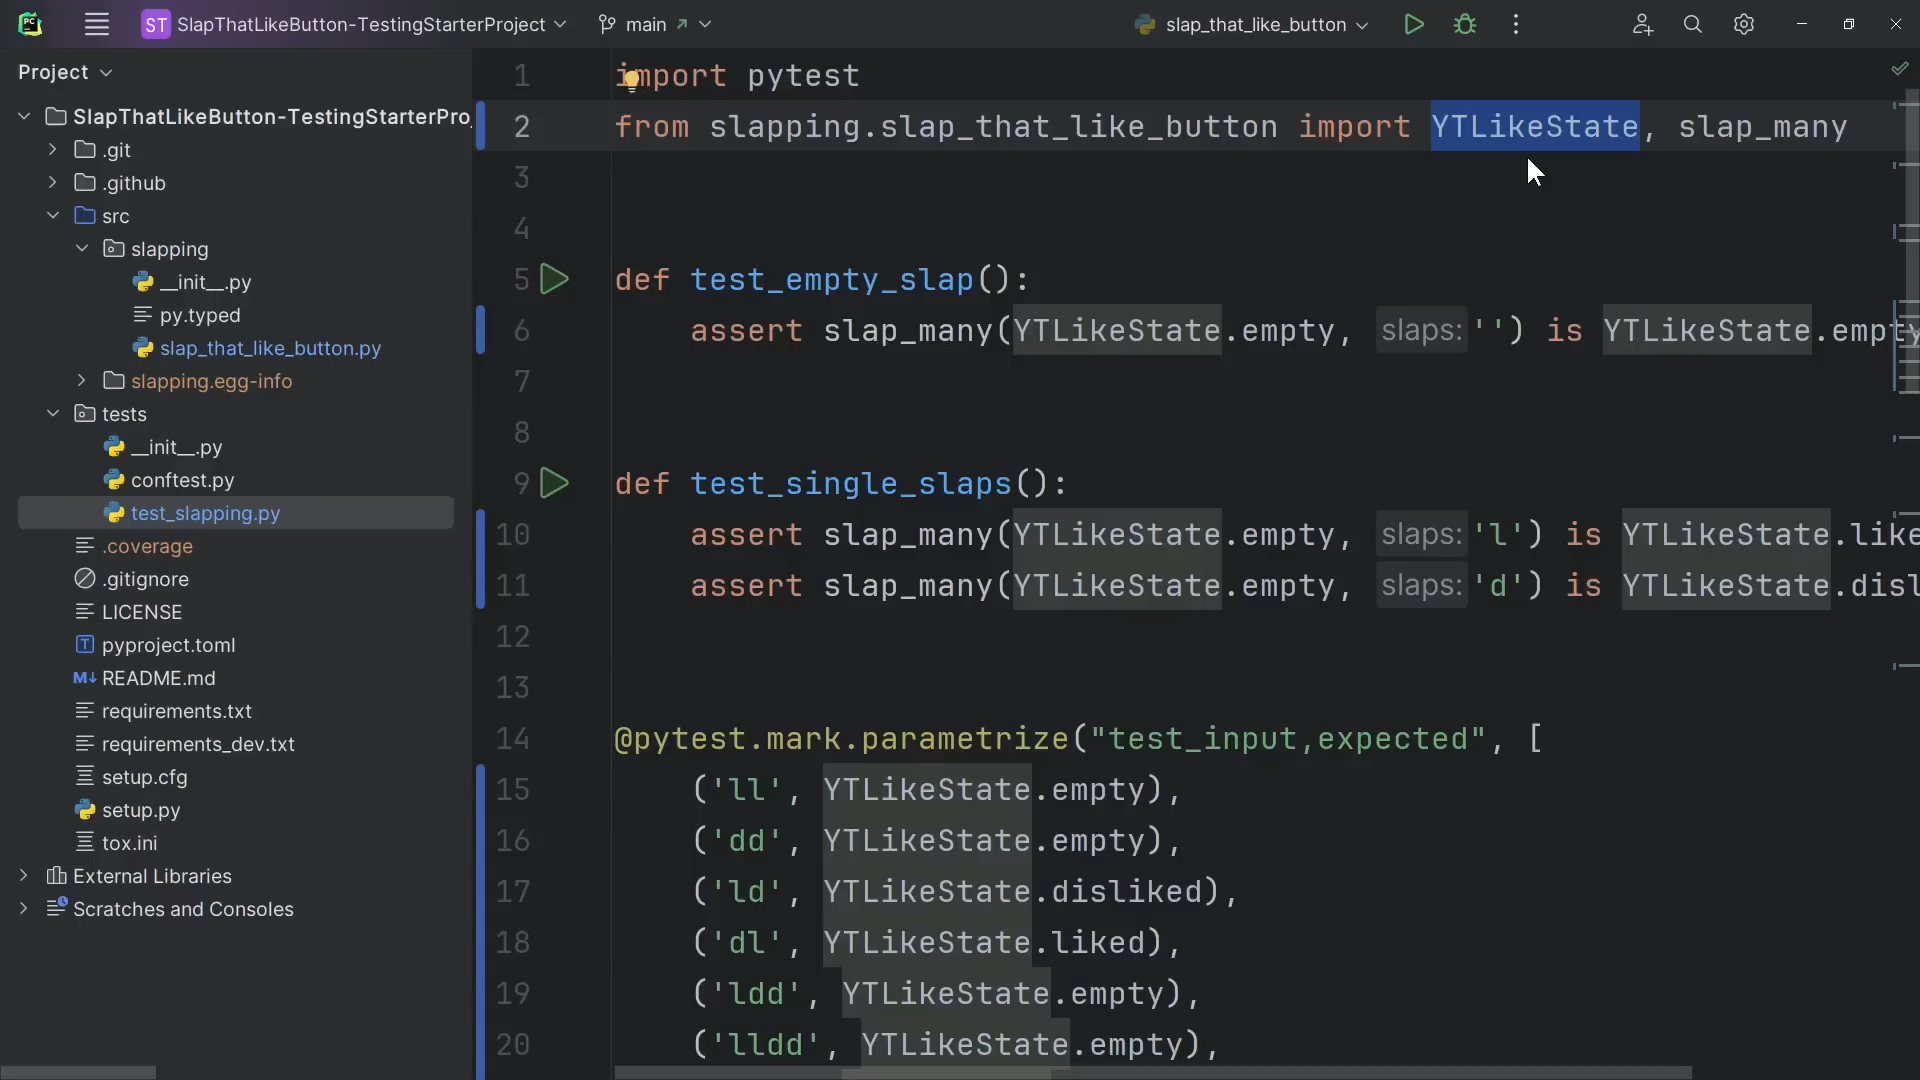 PC
ST SlapThatLikeButton-TestingStarterProject main slap_that_like_button
Project
SlapThatLikeButton-TestingStarterPro
.git
.github
src
slapping
__init__.py
py.typed
slap_that_like_button.py
slapping.egg-info
tests
__init__.py
conftest.py
test_slapping.py
.coverage
.gitignore
LICENSE
T pyproject.toml
M↓ README.md
requirements.txt
requirements_dev.txt
setup.cfg
setup.py
tox.ini
External Libraries
Scratches and Consoles
1 import pytest
2 from slapping.slap_that_like_button import YTLikeState, slap_many
3
4
5 def test_empty_slap():
6 assert slap_many(YTLikeState.empty, slaps: '') is YTLikeState.empty
7
8
9 def test_single_slaps():
10 assert slap_many(YTLikeState.empty, slaps: 'l') is YTLikeState.like
11 assert slap_many(YTLikeState.empty, slaps: 'd') is YTLikeState.disl
12
13
14 @pytest.mark.parametrize("test_input,expected", [
15 ('ll', YTLikeState.empty),
16 ('dd', YTLikeState.empty),
17 ('ld', YTLikeState.disliked),
18 ('dl', YTLikeState.liked),
19 ('ldd', YTLikeState.empty),
20 ('lldd', YTLikeState.empty),